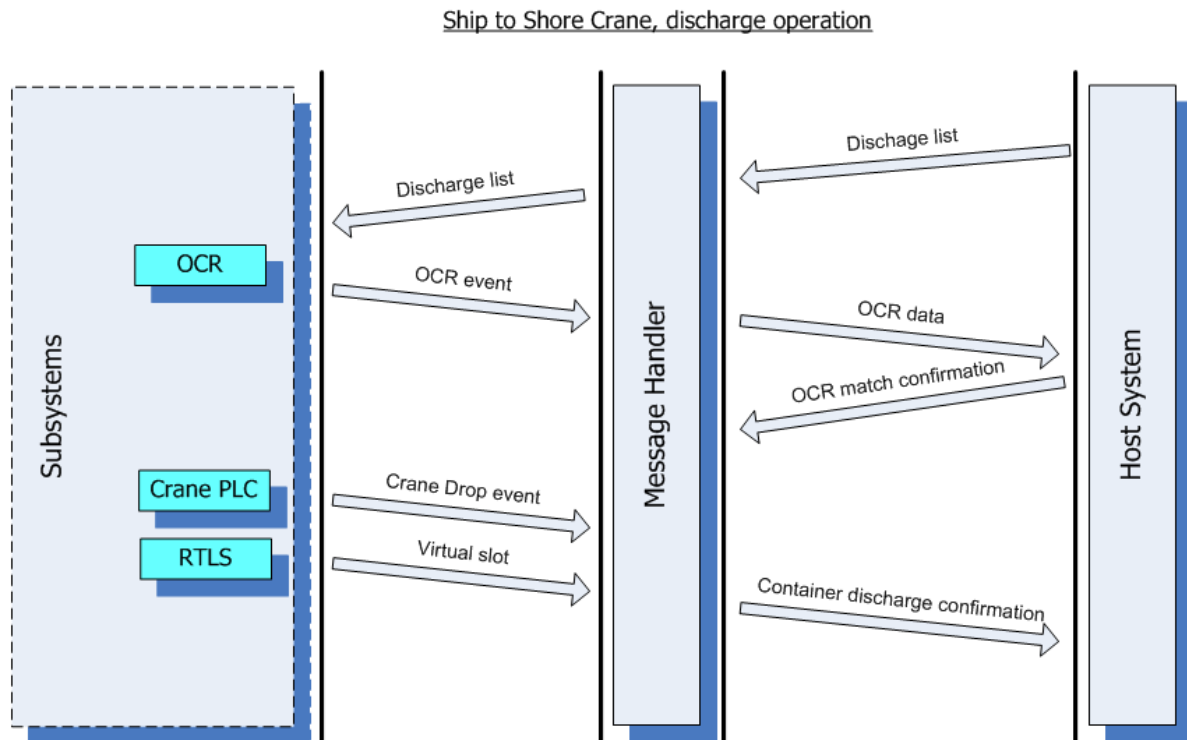 Ship to Shore Crane, discharge operation
Dischage list
Discharge list
OCR
OCR event
OCR data
OCR match confirmation
Subsystems
Message Handler
Host System
Crane PLC
Crane Drop event
RTLS
Virtual slot
Container discharge confirmation